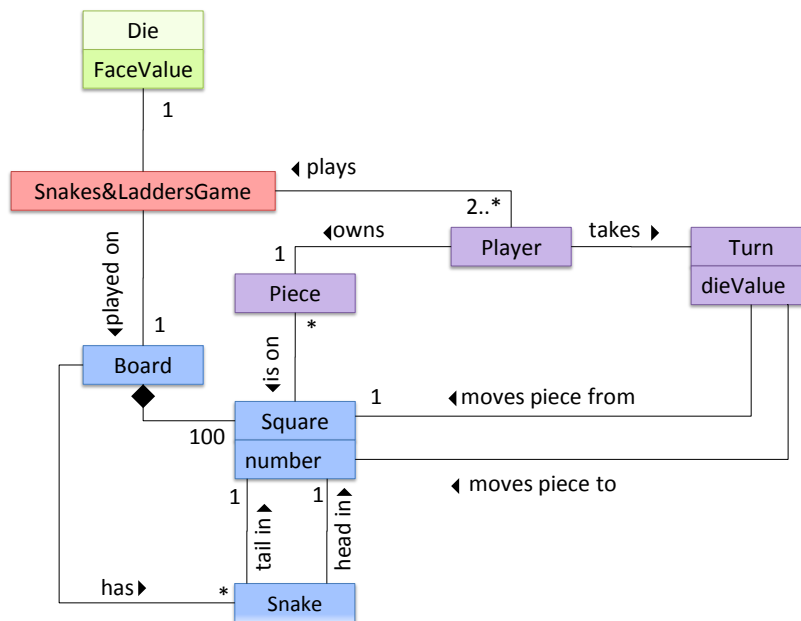 Die
FaceValue
1
◄ plays
Snakes&LaddersGame
2..*
◄owns
Player
takes ►
Turn
1
dieValue
Piece
◄played on
*
1
◄is on
Board
1
◄moves piece from
Square
100
number
◄ moves piece to
1
1
tail in►
head in►
has►
*
Snake